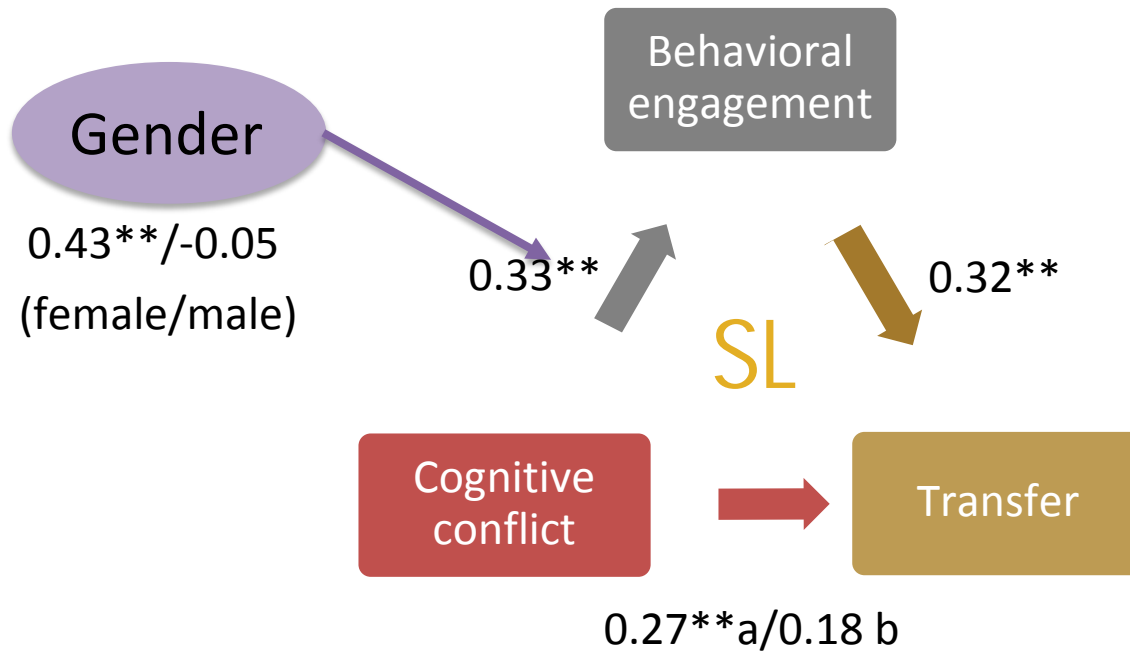 Behavioral
engagement
Gender
0.43**/-0.05
(female/male)
0.33**
0.32**
SL
Cognitive
conflict
Transfer
0.27**a/0.18 b